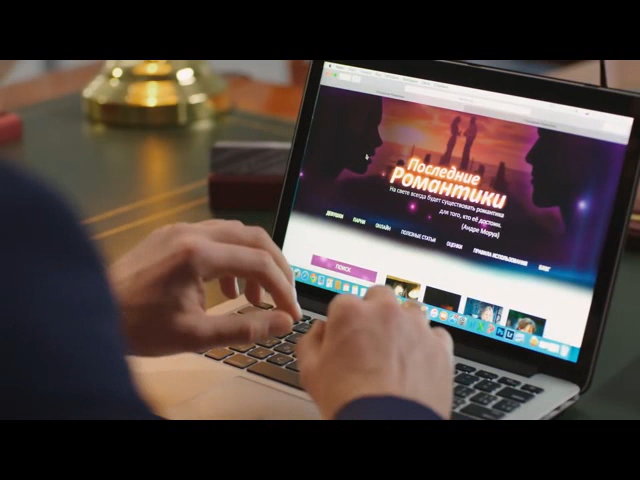 Последние
Романтики
На свете всегда будет существовать романтика
для того, кто её достоин.
(Андре Моруа)
ДЕВУШКИ ПАРНИ ОНЛАЙН ПОЛЕЗНЫЕ СТАТЬИ ОЦЕНКИ ПРАВИЛА ИСПОЛЬЗОВАНИЯ БЛОГ
ПОИСК